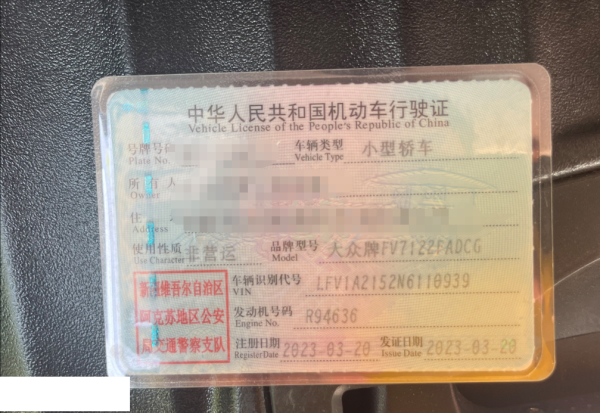 中华人民共和国机动车行驶证
Vehicle License of the People's Republic of China
号牌号码 车辆类型 小型轿车
Plate No. Vehicle Type
所有人
Owner
住
Address
使用性质 非营运 品牌型号 大众牌FV7122FADCG
Use Character Model
新疆维吾尔自治区
阿克苏地区公安
局交通警察支队
车辆识别代号 LFV1A2152N6110939
VIN
发动机号码 R94636
Engine No.
注册日期 2023-03-20 发证日期 2023-03-20
Register Date Issue Date